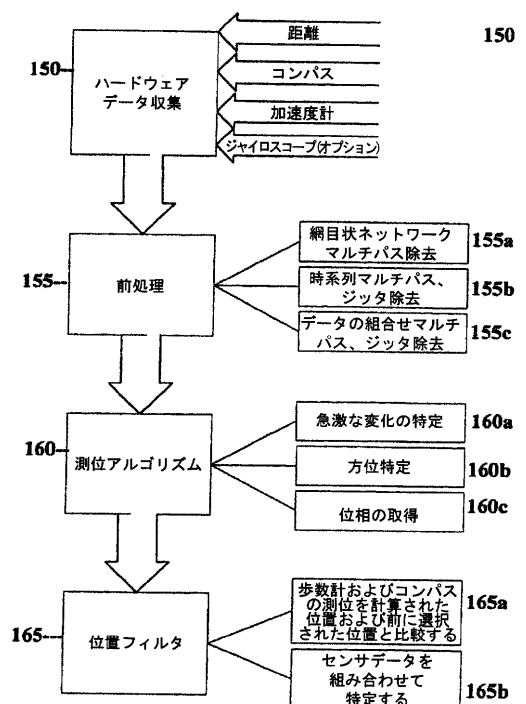 距離
150
150
ハードウェア
データ収集
コンパス
加速度計
ジャイロスコープ(オプション)
155
前処理
網目状ネットワーク
マルチパス除去
155a
時系列マルチパス、
ジッタ除去
155b
データの組合せマルチ
パス、ジッタ除去
155c
160
測位アルゴリズム
急激な変化の特定
160a
方位特定
160b
位相の取得
160c
165
位置フィルタ
歩数計およびコンパス
の測位を計算された
位置および前に選択
された位置と比較する
165a
センサデータを
組み合わせて
特定する
165b